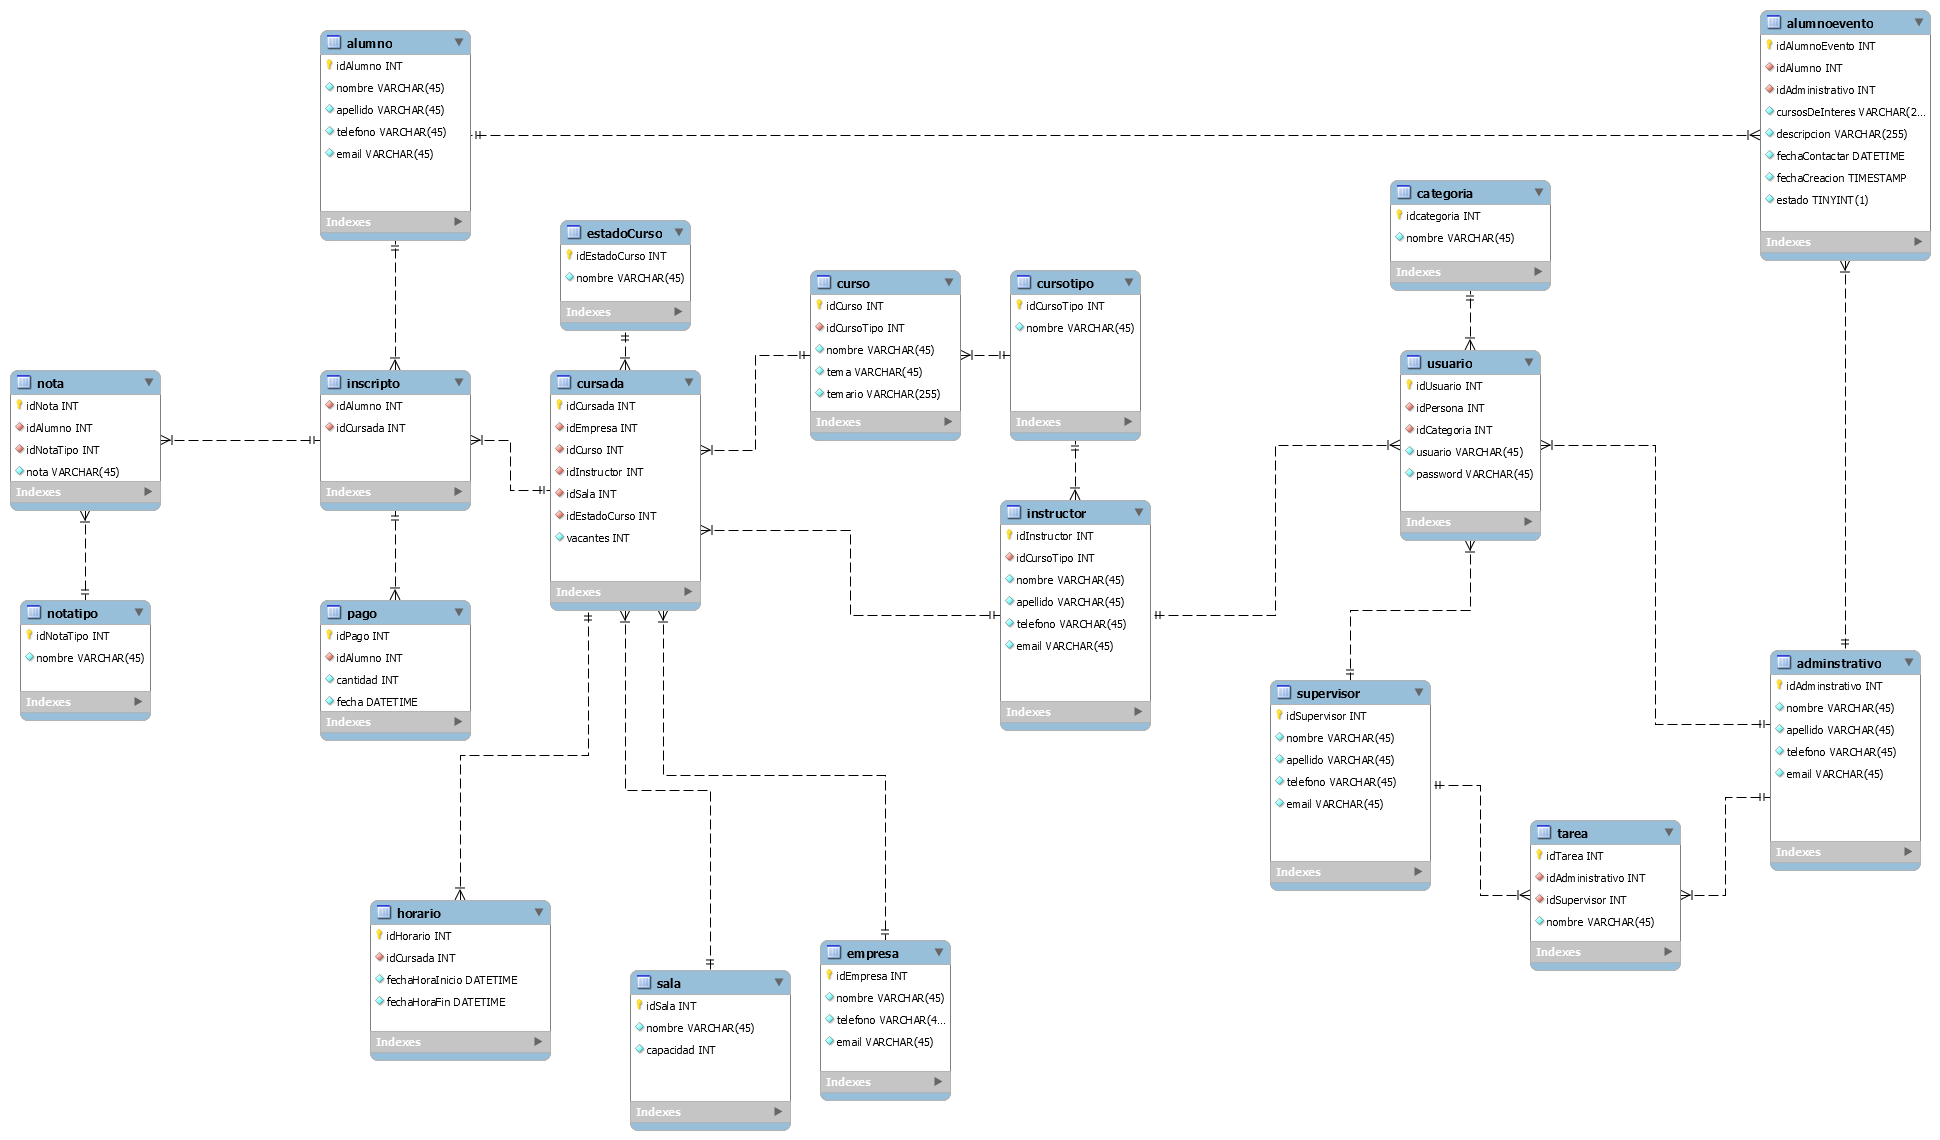 alumno
idAlumno INT
nombre VARCHAR(45)
apellido VARCHAR(45)
telefono VARCHAR(45)
email VARCHAR(45)
Indexes
alumnoevento
idAlumnoEvento INT
idAlumno INT
idAdministrativo INT
cursosDeInteres VARCHAR(2...
descripcion VARCHAR(255)
fechaContactar DATETIME
fechaCreacion TIMESTAMP
estado TINYINT(1)
Indexes
categoria
idcategoria INT
nombre VARCHAR(45)
Indexes
estadoCurso
idEstadoCurso INT
nombre VARCHAR(45)
Indexes
curso
idCurso INT
idCursoTipo INT
nombre VARCHAR(45)
tema VARCHAR(45)
temario VARCHAR(255)
Indexes
cursotipo
idCursoTipo INT
nombre VARCHAR(45)
Indexes
usuario
idUsuario INT
idPersona INT
idCategoria INT
usuario VARCHAR(45)
password VARCHAR(45)
Indexes
nota
idNota INT
idAlumno INT
idNotaTipo INT
nota VARCHAR(45)
Indexes
inscripto
idAlumno INT
idCursada INT
Indexes
cursada
idCursada INT
idEmpresa INT
idCurso INT
idInstructor INT
idSala INT
idEstadoCurso INT
vacantes INT
Indexes
instructor
idInstructor INT
idCursoTipo INT
nombre VARCHAR(45)
apellido VARCHAR(45)
telefono VARCHAR(45)
email VARCHAR(45)
Indexes
notatipo
idNotaTipo INT
nombre VARCHAR(45)
Indexes
pago
idPago INT
idAlumno INT
cantidad INT
fecha DATETIME
Indexes
supervisor
idSupervisor INT
nombre VARCHAR(45)
apellido VARCHAR(45)
telefono VARCHAR(45)
email VARCHAR(45)
Indexes
adminstrativo
idAdminstrativo INT
nombre VARCHAR(45)
apellido VARCHAR(45)
telefono VARCHAR(45)
email VARCHAR(45)
Indexes
tarea
idTarea INT
idAdministrativo INT
idSupervisor INT
nombre VARCHAR(45)
Indexes
horario
idHorario INT
idCursada INT
fechaHoraInicio DATETIME
fechaHoraFin DATETIME
Indexes
sala
idSala INT
nombre VARCHAR(45)
capacidad INT
Indexes
empresa
idEmpresa INT
nombre VARCHAR(45)
telefono VARCHAR(4...
email VARCHAR(45)
Indexes